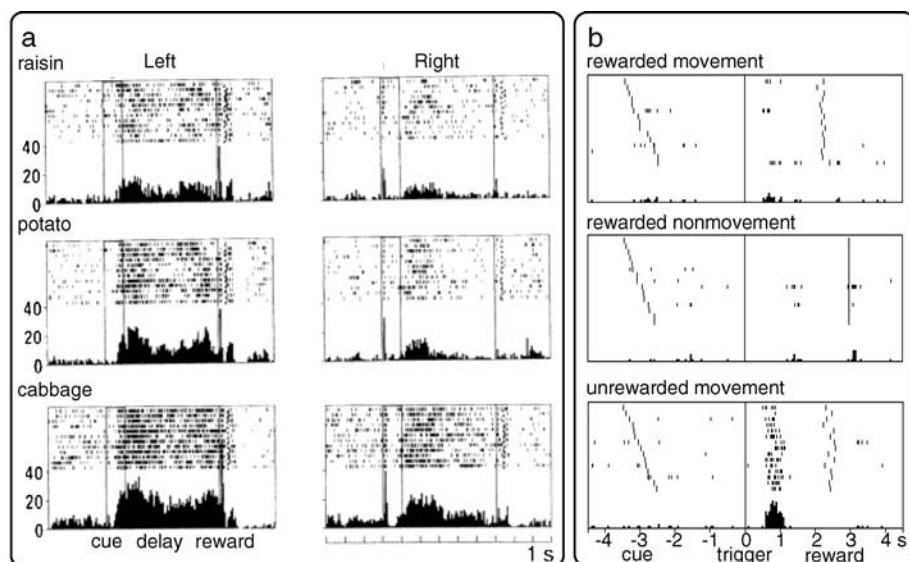 a
raisin Left Right
40
20
0
potato
40
20
0
cabbage
40
20
0
cue delay reward
1 s
b
rewarded movement
rewarded nonmovement
unrewarded movement
-4 -3 -2 -1 0 1 2 3 4 s
cue trigger reward